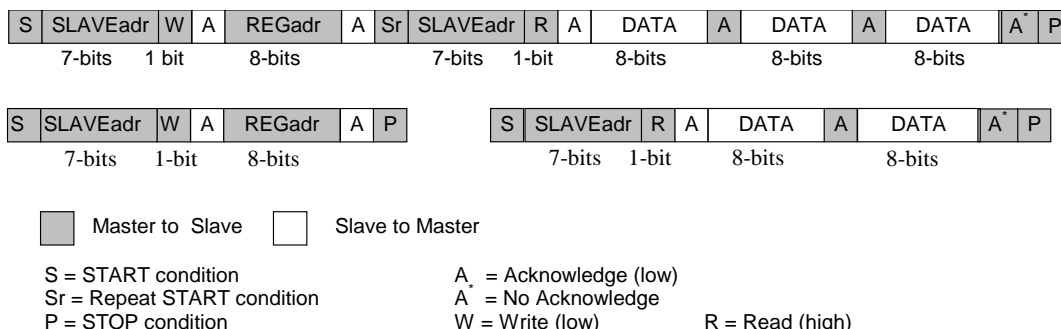 S SLAVEadr W A REGadr A Sr SLAVEadr R A DATA A DATA A DATA A* P
7-bits 1 bit 8-bits 7-bits 1-bit 8-bits 8-bits 8-bits
S SLAVEadr W A REGadr A P S SLAVEadr R A DATA A DATA A* P
7-bits 1-bit 8-bits 7-bits 1-bit 8-bits 8-bits
Master to Slave Slave to Master
S = START condition A = Acknowledge (low)
Sr = Repeat START condition A* = No Acknowledge
P = STOP condition W = Write (low) R = Read (high)